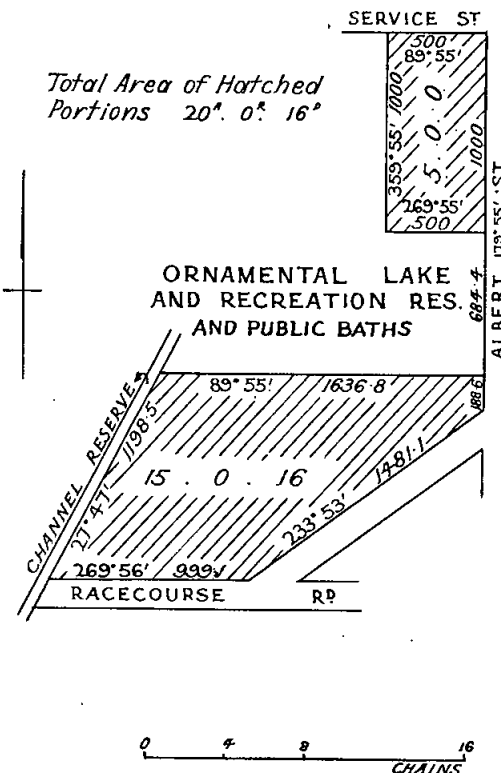 SERVICE ST
Total Area of Hatched
Portions 20ᴬ. 0ᴿ. 16ᴾ
500
89°55'
359°55' 1000
5 . 0 . 0
1000
269°55'
500
ALBERT 179°55' ST
684·4
ORNAMENTAL LAKE
AND RECREATION RES.
AND PUBLIC BATHS
89°55' 1636·8
188·6
CHANNEL RESERVE
27°47' 1198·5
15 . 0 . 16
233°53' 1481·1
269°56' 999·1
RACECOURSE Rᴰ
0 4 8 16
CHAINS